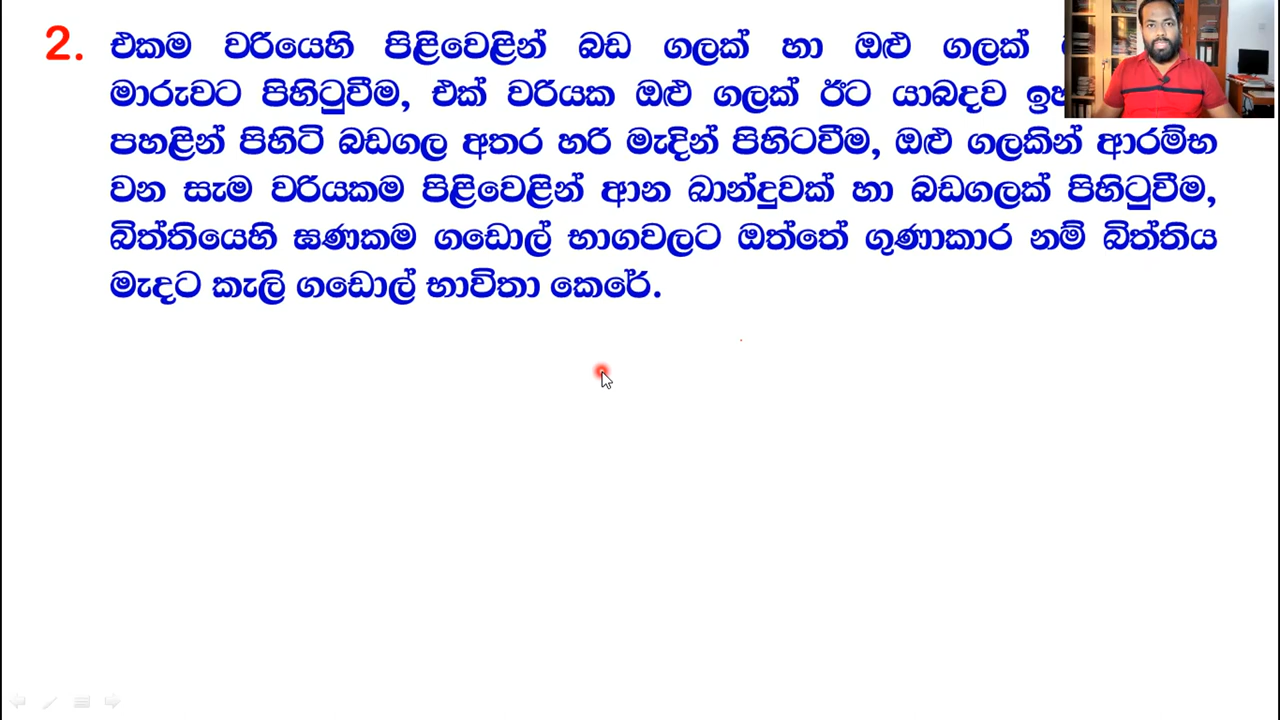 2. එකම වරියෙහි පිළිවෙළින් බඩ ගලක් හා ඔළු ගලක්
මාරුවට පිහිටුවීම, එක් වරියක ඔළු ගලක් ඊට යාබදව
පහළින් පිහිටි බඩගල අතර හරි මැදින් පිහිටවීම, ඔළු ගලකින් ආරම්භ
වන සැම වරියකම පිළිවෙළින් ආන ඛාන්දුවක් හා බඩගලක් පිහිටුවීම,
බිත්තියෙහි ඝණකම ගඩොල් භාගවලට ඔත්තේ ගුණාකාර නම් බිත්තිය
මැදට කැලි ගඩොල් භාවිතා කෙරේ.